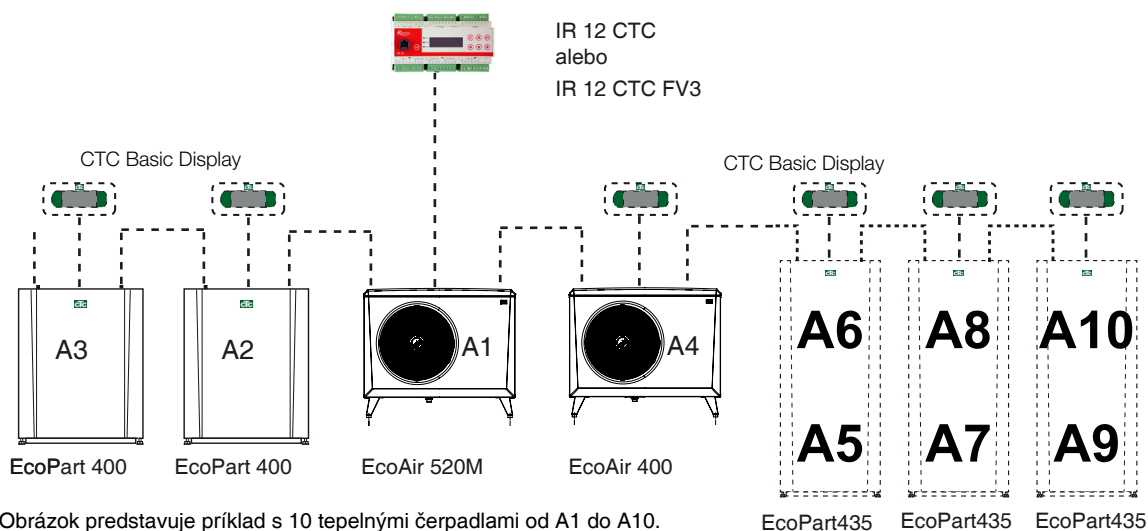 IR 12 CTC
alebo
IR 12 CTC FV3
CTC Basic Display
CTC Basic Display
A3
A2
A1
A4
A6
A8
A10
A5
A7
A9
EcoPart 400
EcoPart 400
EcoAir 520M
EcoAir 400
EcoPart435
EcoPart435
EcoPart435
Obrázok predstavuje príklad s 10 tepelnými čerpadlami od A1 do A10.